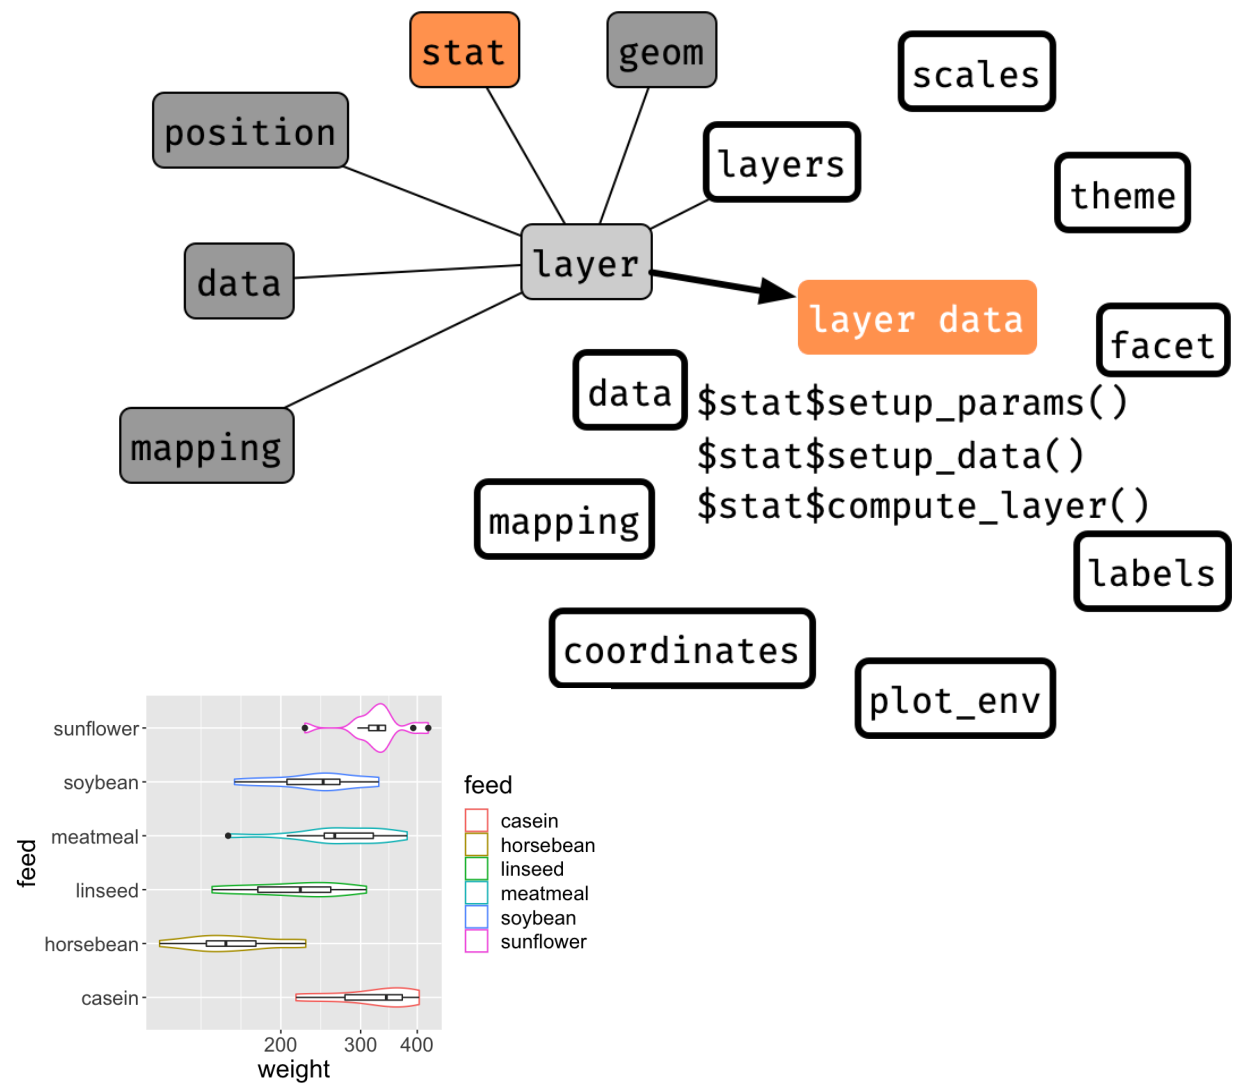 stat
geom
scales
position
layers
theme
layer
data
layer data
facet
data
$stat$setup_params()
mapping
$stat$setup_data()
mapping
$stat$compute_layer()
labels
coordinates
plot_env
sunflower
soybean
meatmeal
linseed
horsebean
casein
feed
200 300 400
weight
feed
casein
horsebean
linseed
meatmeal
soybean
sunflower